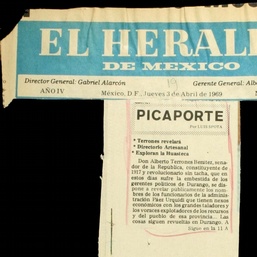 EL HERAL
DE MEXICO
Director General: Gabriel Alarcón
Gerente General: Alb
AÑO IV
México, D.F., Jueves 3 de Abril de 1969
PICAPORTE
Por LUIS SPOTA
* Terrones revelará
* Directorio Artesanal
* Exploran la Huasteca
Don Alberto Terrones Benítez, senador de la República, constituyente de 1917 y revolucionario sin tacha, que en estos días sufre la embestida de los gerentes políticos de Durango, se dispone a revelar públicamente los nombres de los funcionarios de la administración. Páez Urquidi que tienen nexos económicos con los grandes taladores y los voraces explotadores de los recursos y del pueblo de esa provincia. Las cosas siguen revueltas en Durango.
Sigue en la 11 A